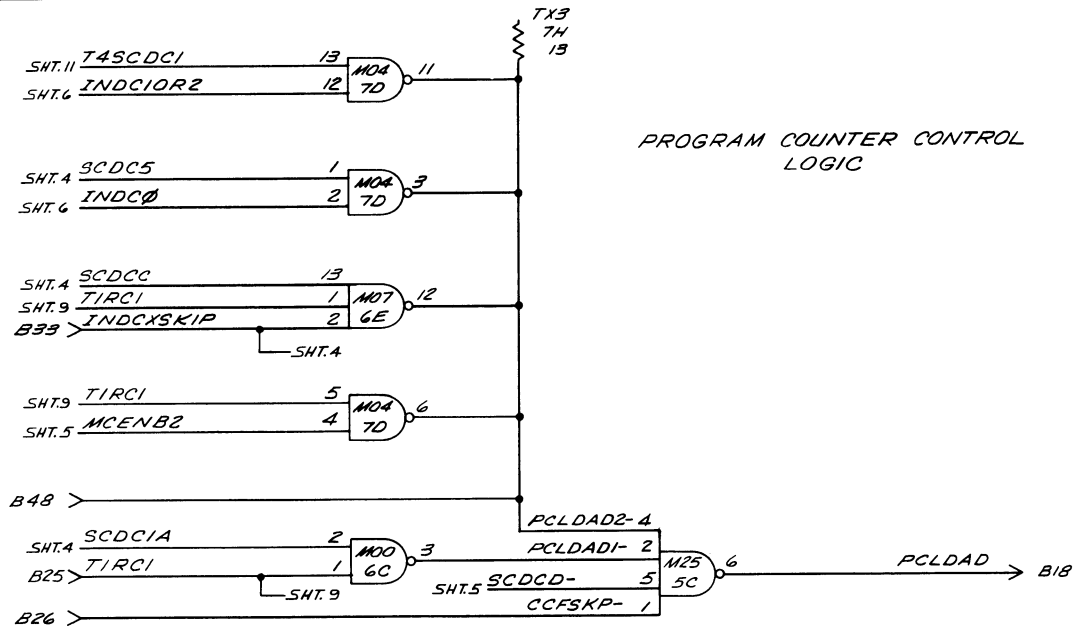 TX3
7H
13
SHT.11 T4SCDC1 13 M04 7D 11
SHT.6 INDC1OR2 12
PROGRAM COUNTER CONTROL
LOGIC
SHT.4 SCDC5 1 M04 7D 3
SHT.6 INDCØ 2
SHT.4 SCDCC 13
SHT.9 TIRC1 1 M07 6E 12
B33 INDCXSKIP 2
SHT.4
SHT.9 TIRC1 5 M04 7D 6
SHT.5 MCENB2 4
B48
PCLDAD2- 4
SHT.4 SCDC1A 2 M00 6C 3
PCLDAD1- 2
B25 TIRC1 1
SHT.9
SHT.5 SCDCD- 5
M25 5C 6 PCLDAD B18
B26 CCFSKP- 1